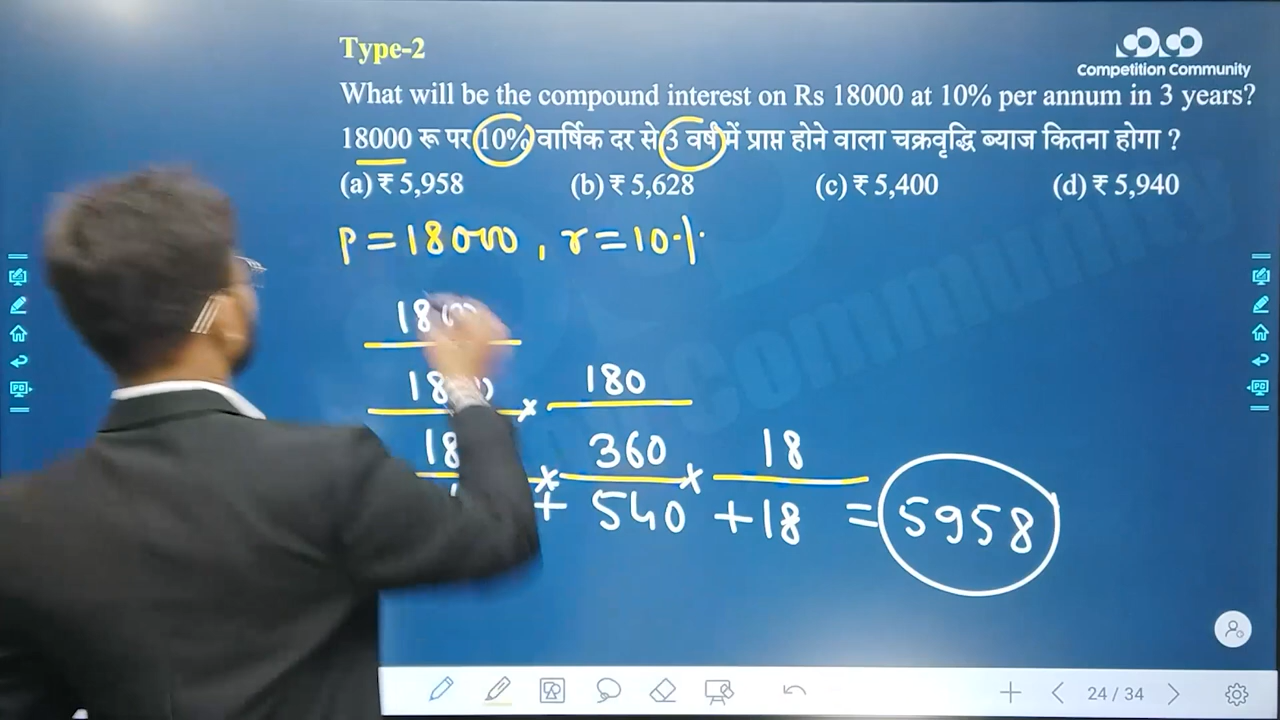 Type-2
Competition Community
What will be the compound interest on Rs 18000 at 10% per annum in 3 years?
18000 रू पर 10% वार्षिक दर से 3 वर्ष में प्राप्त होने वाला चक्रवृद्धि ब्याज कितना होगा ?
(a) ₹ 5,958 (b) ₹ 5,628 (c) ₹ 5,400 (d) ₹ 5,940
P = 18000 , r = 10%
180
360 18
× ×
+ 540 + 18 = 5958
24 / 34